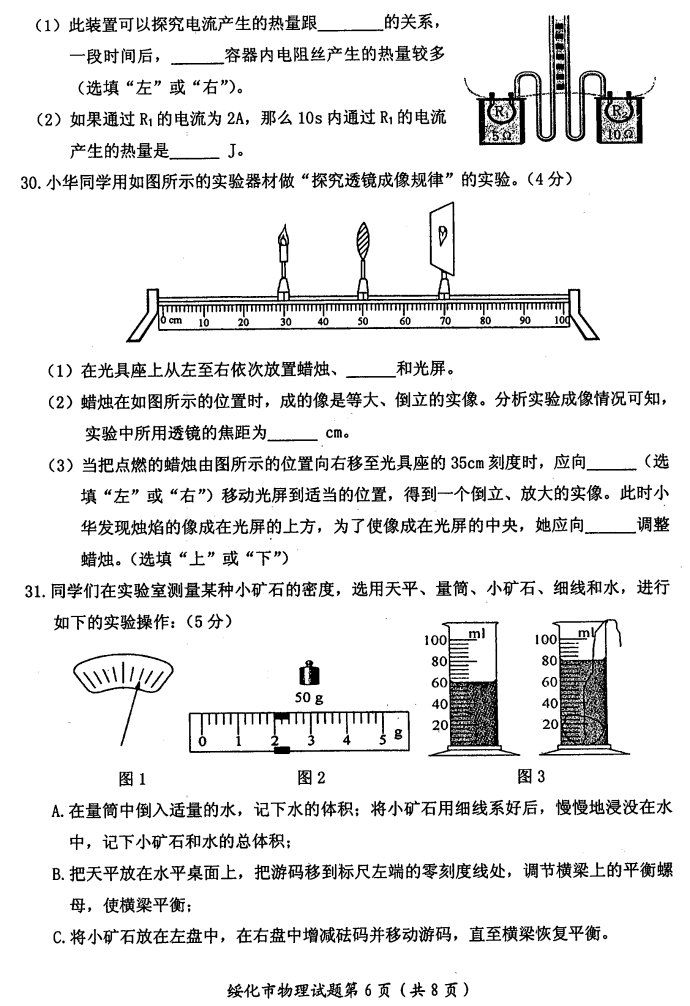 （1）此装置可以探究电流产生的热量跟________的关系，
一段时间后，______容器内电阻丝产生的热量较多
（选填“左”或“右”）。
（2）如果通过 R₁的电流为 2A，那么 10s 内通过 R₁的电流
产生的热量是______ J。
R₁
5Ω
R₂
10Ω
30.小华同学用如图所示的实验器材做“探究透镜成像规律”的实验。（4 分）
0 cm 10 20 30 40 50 60 70 80 90 100
（1）在光具座上从左至右依次放置蜡烛、______和光屏。
（2）蜡烛在如图所示的位置时，成的像是等大、倒立的实像。分析实验成像情况可知，
实验中所用透镜的焦距为______ cm。
（3）当把点燃的蜡烛由图所示的位置向右移至光具座的 35cm 刻度时，应向______（选
填“左”或“右”）移动光屏到适当的位置，得到一个倒立、放大的实像。此时小
华发现烛焰的像成在光屏的上方，为了使像成在光屏的中央，她应向______调整
蜡烛。（选填“上”或“下”）
31.同学们在实验室测量某种小矿石的密度，选用天平、量筒、小矿石、细线和水，进行
如下的实验操作：（5 分）
50 g
0 1 2 3 4 5 g
100 ml
80
60
40
20
100 ml
80
60
40
20
图 1
图 2
图 3
A.在量筒中倒入适量的水，记下水的体积；将小矿石用细线系好后，慢慢地浸没在水
中，记下小矿石和水的总体积；
B.把天平放在水平桌面上，把游码移到标尺左端的零刻度线处，调节横梁上的平衡螺
母，使横梁平衡；
C.将小矿石放在左盘中，在右盘中增减砝码并移动游码，直至横梁恢复平衡。
绥化市物理试题第 6 页（共 8 页）